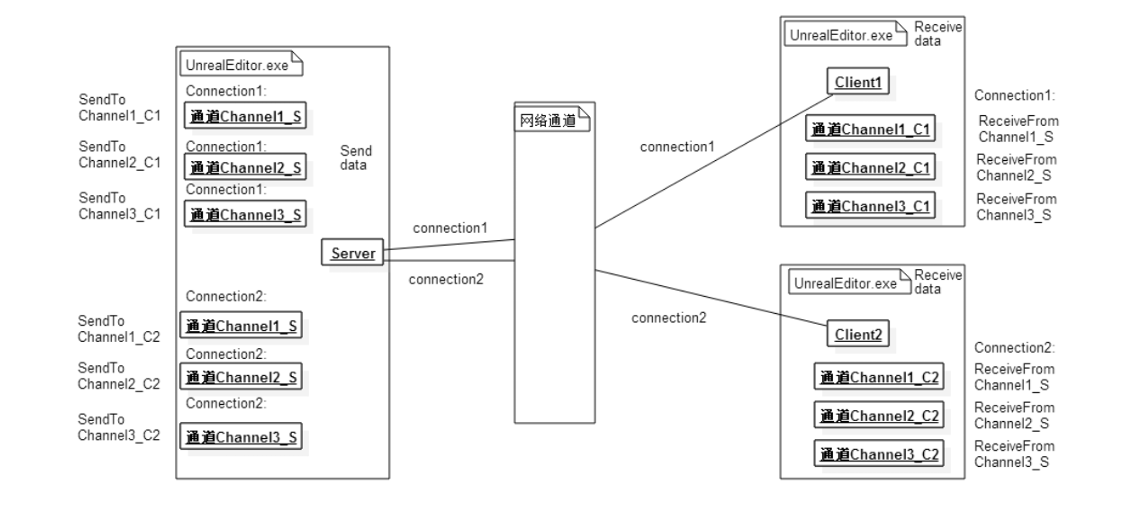 UnrealEditor.exe
SendTo
Channel1_C1
Connection1:
通道Channel1_S
SendTo
Channel2_C1
Connection1:
通道Channel2_S
Send
data
Connection1:
SendTo
Channel3_C1
通道Channel3_S
Server
Connection2:
SendTo
Channel1_C2
通道Channel1_S
Connection2:
SendTo
Channel2_C2
通道Channel2_S
Connection2:
SendTo
Channel3_C2
通道Channel3_S
connection1
connection2
网络通道
connection1
connection2
UnrealEditor.exe
Receive
data
Client1
Connection1:
通道Channel1_C1
ReceiveFrom
Channel1_S
通道Channel2_C1
ReceiveFrom
Channel2_S
通道Channel3_C1
ReceiveFrom
Channel3_S
UnrealEditor.exe
Receive
data
Client2
Connection2:
通道Channel1_C2
ReceiveFrom
Channel1_S
通道Channel2_C2
ReceiveFrom
Channel2_S
通道Channel3_C2
ReceiveFrom
Channel3_S